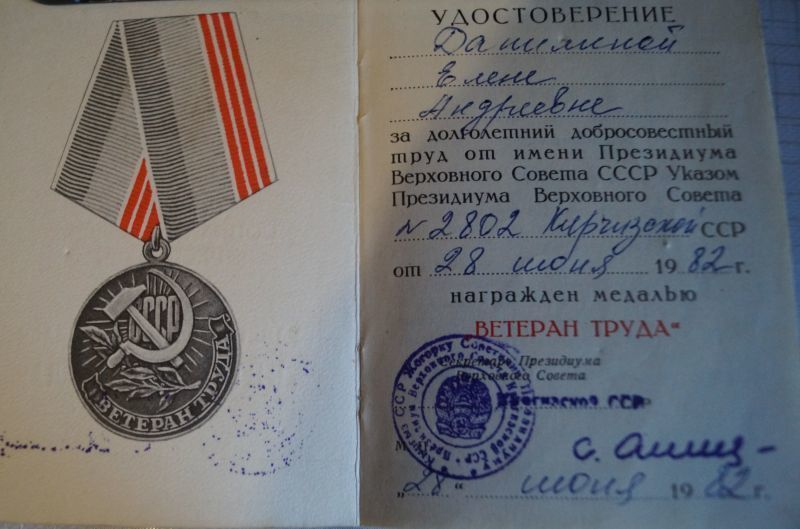 СССР
ВЕТЕРАН ТРУДА
УДОСТОВЕРЕНИЕ
Данилиной
Елене
Андреевне
за долголетний добросовестный
труд от имени Президиума
Верховного Совета СССР Указом
Президиума Верховного Совета
№ 2802 Киргизской ССР
от 28 июня 1982 г.
награжден медалью
ВЕТЕРАН ТРУДА"
Секретарь Президиума
Верховного Совета
Киргизской ССР
"28" июня 1982 г.